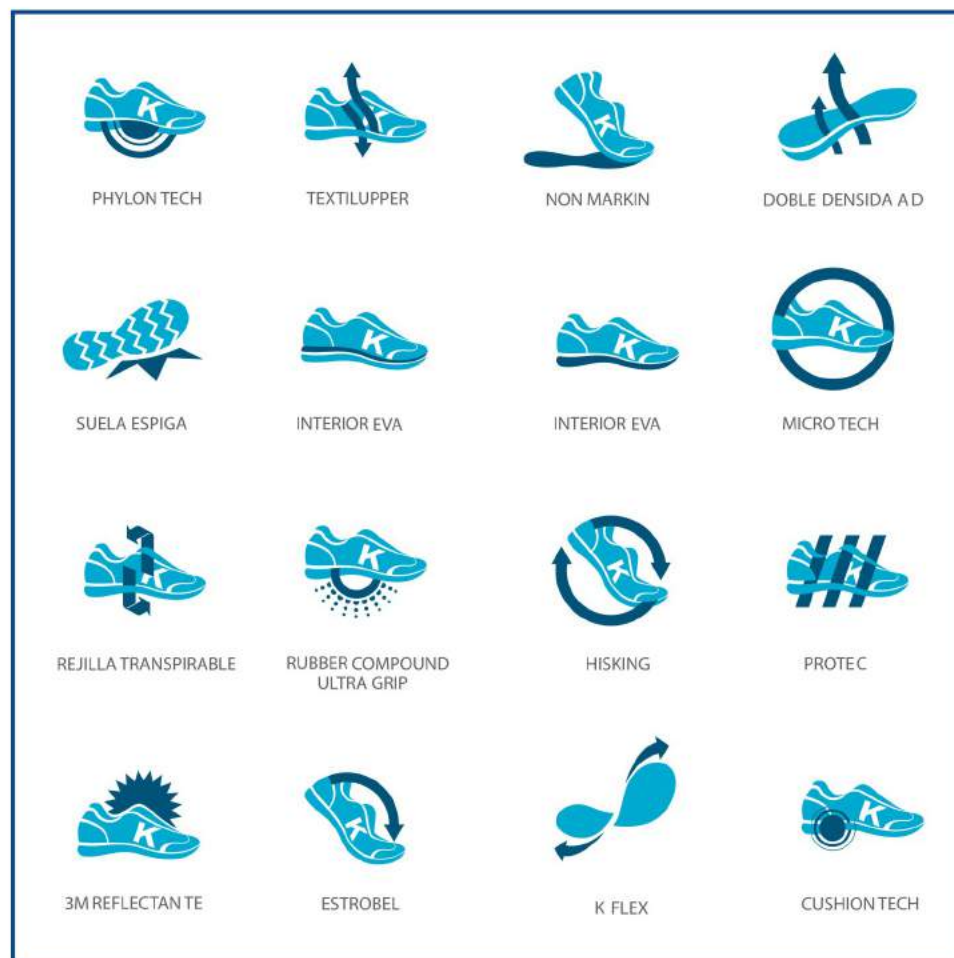 K
K
K
PHYLON TECH
TEXTILUPPER
NON MARKIN
DOBLE DENSIDA A D
K
K
K
SUELA ESPIGA
INTERIOR EVA
INTERIOR EVA
MICRO TECH
K
K
K
K
REJILLA TRANSPIRABLE
RUBBER COMPOUND
ULTRA GRIP
HISKING
PROTE C
K
K
K
3M REFLECTAN TE
ESTROBEL
K FLEX
CUSHION TECH